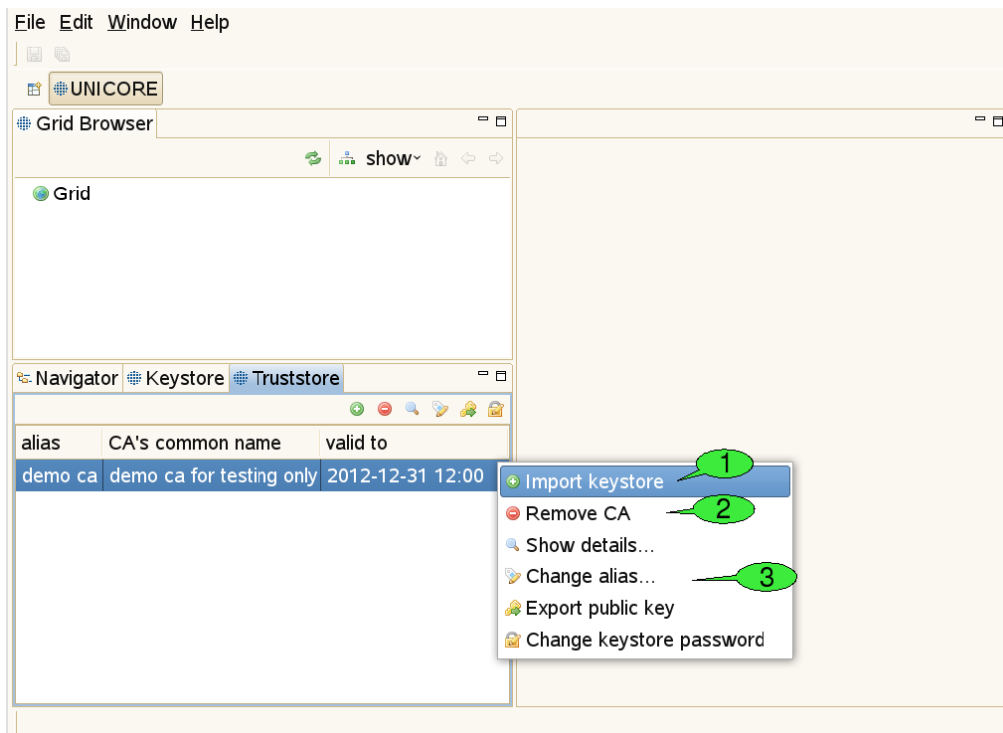 File Edit Window Help
UNICORE
Grid Browser
show
Grid
Navigator Keystore Truststore
alias CA's common name valid to
demo ca demo ca for testing only 2012-12-31 12:00
Import keystore 1
Remove CA 2
Show details...
Change alias... 3
Export public key
Change keystore password